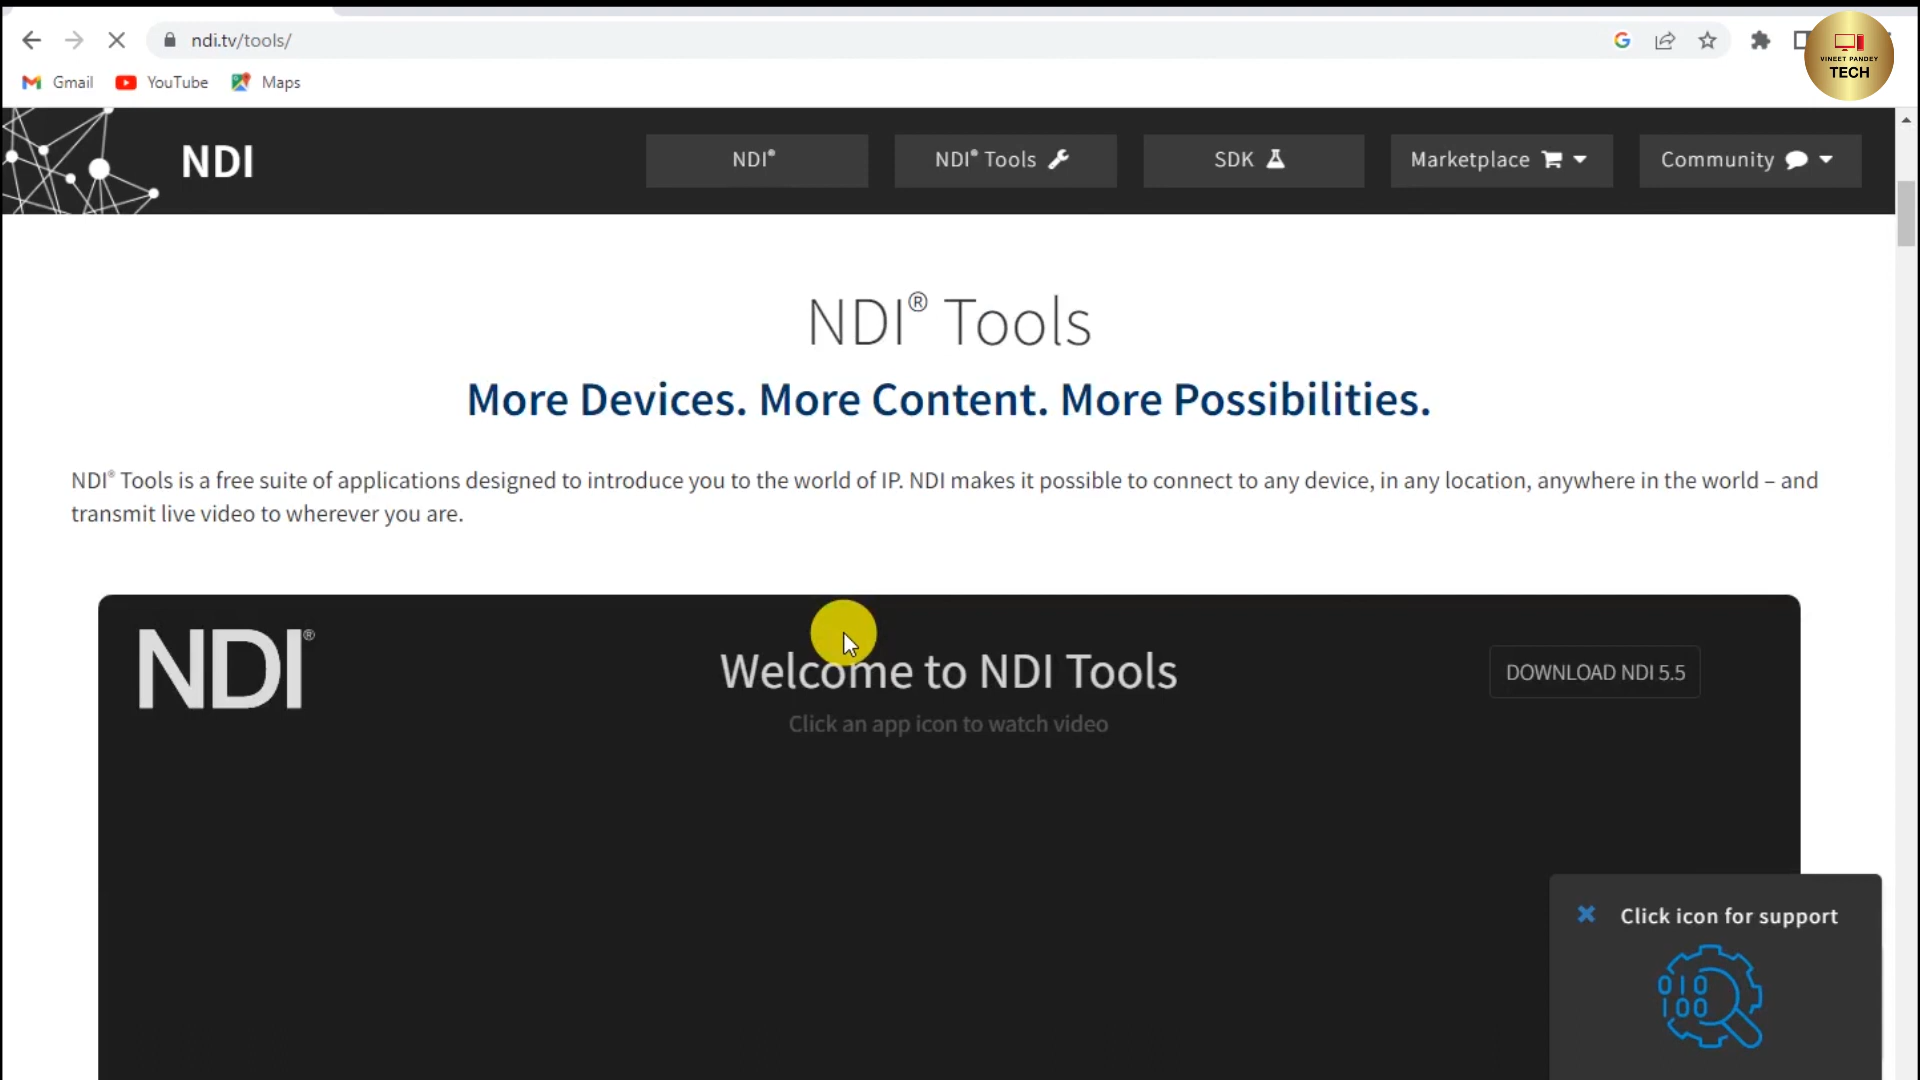 ndi.tv/tools/
VINEET PANDEY
TECH
Gmail YouTube Maps
NDI
NDI® NDI® Tools SDK Marketplace Community
NDI® Tools
More Devices. More Content. More Possibilities.
NDI® Tools is a free suite of applications designed to introduce you to the world of IP. NDI makes it possible to connect to any device, in any location, anywhere in the world – and
transmit live video to wherever you are.
NDI®
Welcome to NDI Tools
DOWNLOAD NDI 5.5
Click an app icon to watch video
Click icon for support
010
100